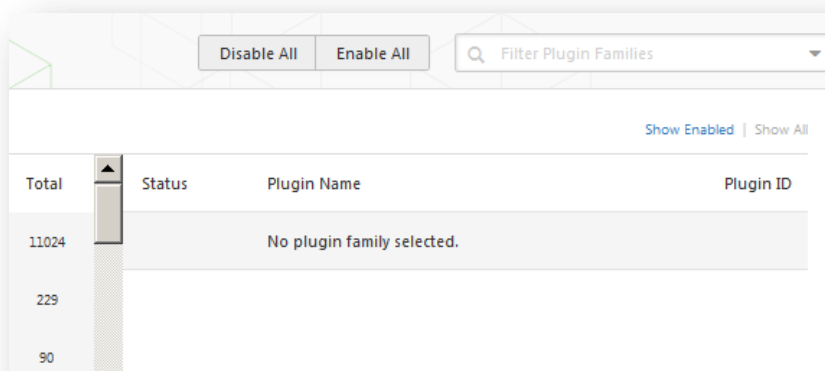 Disable All Enable All Filter Plugin Families
Show Enabled | Show All
Total Status Plugin Name Plugin ID
11024 No plugin family selected.
229
90